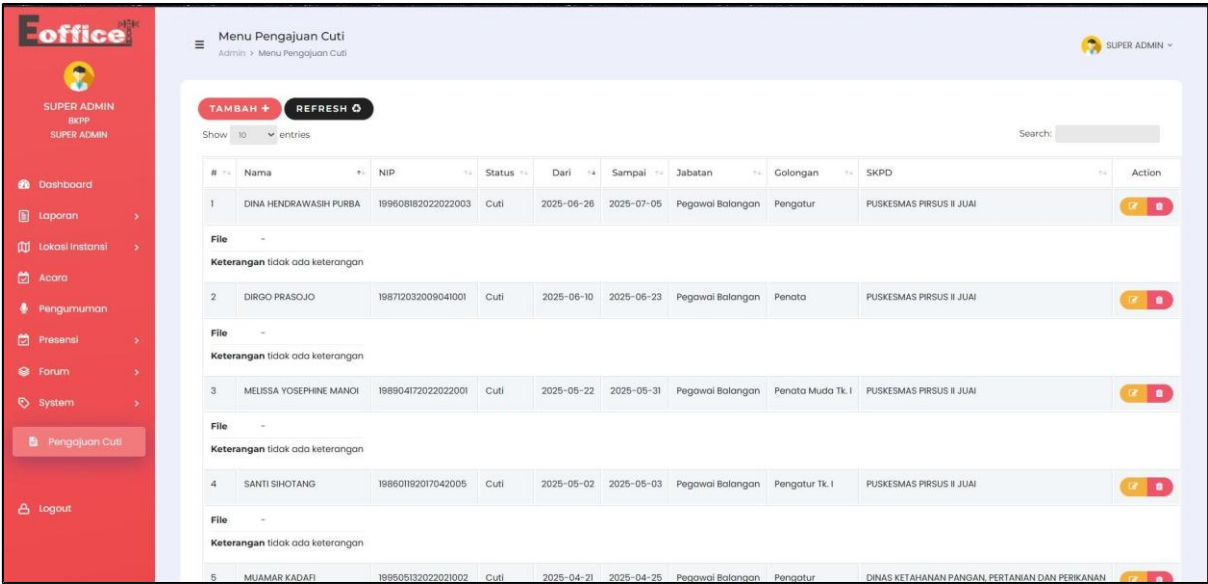 Eoffice
SUPER ADMIN
BKPP
SUPER ADMIN
Dashboard
Laporan
Lokasi Instansi
Acara
Pengumuman
Presensi
Forum
System
Pengajuan Cuti
Logout
Menu Pengajuan Cuti
Admin > Menu Pengajuan Cuti
SUPER ADMIN
TAMBAH + REFRESH
Show 10 entries Search:
# Nama NIP Status Dari Sampai Jabatan Golongan SKPD Action
1 DINA HENDRAWASIH PURBA 199608182022022003 Cuti 2025-06-26 2025-07-05 Pegawai Balangan Pengatur PUSKESMAS PIRSUS II JUAI
File -
Keterangan tidak ada keterangan
2 DIRGO PRASOJO 198712032009041001 Cuti 2025-06-10 2025-06-23 Pegawai Balangan Penata PUSKESMAS PIRSUS II JUAI
File -
Keterangan tidak ada keterangan
3 MELISSA YOSEPHINE MANOI 198904172022022001 Cuti 2025-05-22 2025-05-31 Pegawai Balangan Penata Muda Tk. I PUSKESMAS PIRSUS II JUAI
File -
Keterangan tidak ada keterangan
4 SANTI SIHOTANG 198601192017042005 Cuti 2025-05-02 2025-05-03 Pegawai Balangan Pengatur Tk. I PUSKESMAS PIRSUS II JUAI
File -
Keterangan tidak ada keterangan
5 MUAMAR KADAFI 199505132022021002 Cuti 2025-04-21 2025-04-25 Pegawai Balangan Pengatur DINAS KETAHANAN PANGAN, PERTANIAN DAN PERIKANAN